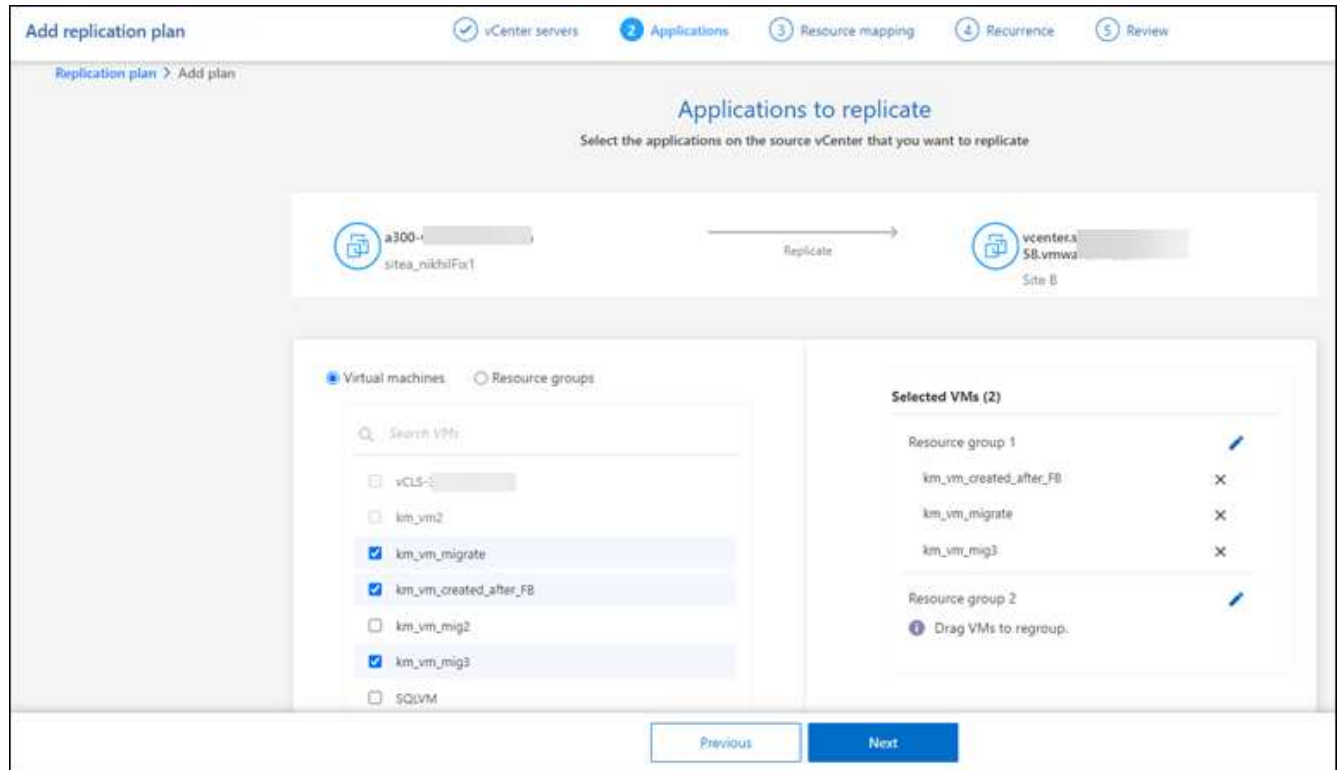 Add replication plan
vCenter servers
2 Applications
3 Resource mapping
4 Recurrence
5 Review
Replication plan > Add plan
Applications to replicate
Select the applications on the source vCenter that you want to replicate
a300-
sitea_nikhilFix1
Replicate
vcenter.s
58.vmwa
Site B
Virtual machines
Resource groups
Search VMs
vCLS-
km_vm2
km_vm_migrate
km_vm_created_after_FB
km_vm_mig2
km_vm_mig3
SQLVM
Selected VMs (2)
Resource group 1
km_vm_created_after_FB
km_vm_migrate
km_vm_mig3
Resource group 2
Drag VMs to regroup.
Previous
Next